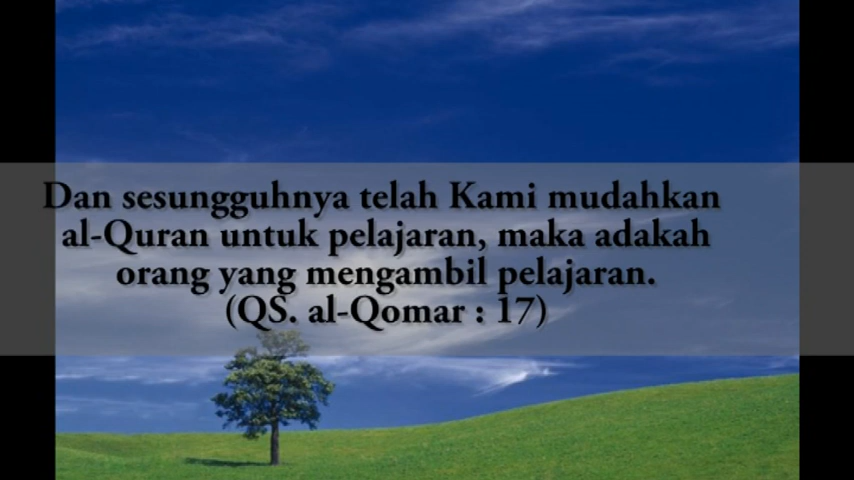 Dan sesungguhnya telah Kami mudahkan
al-Quran untuk pelajaran, maka adakah
orang yang mengambil pelajaran.
(QS. al-Qomar : 17)